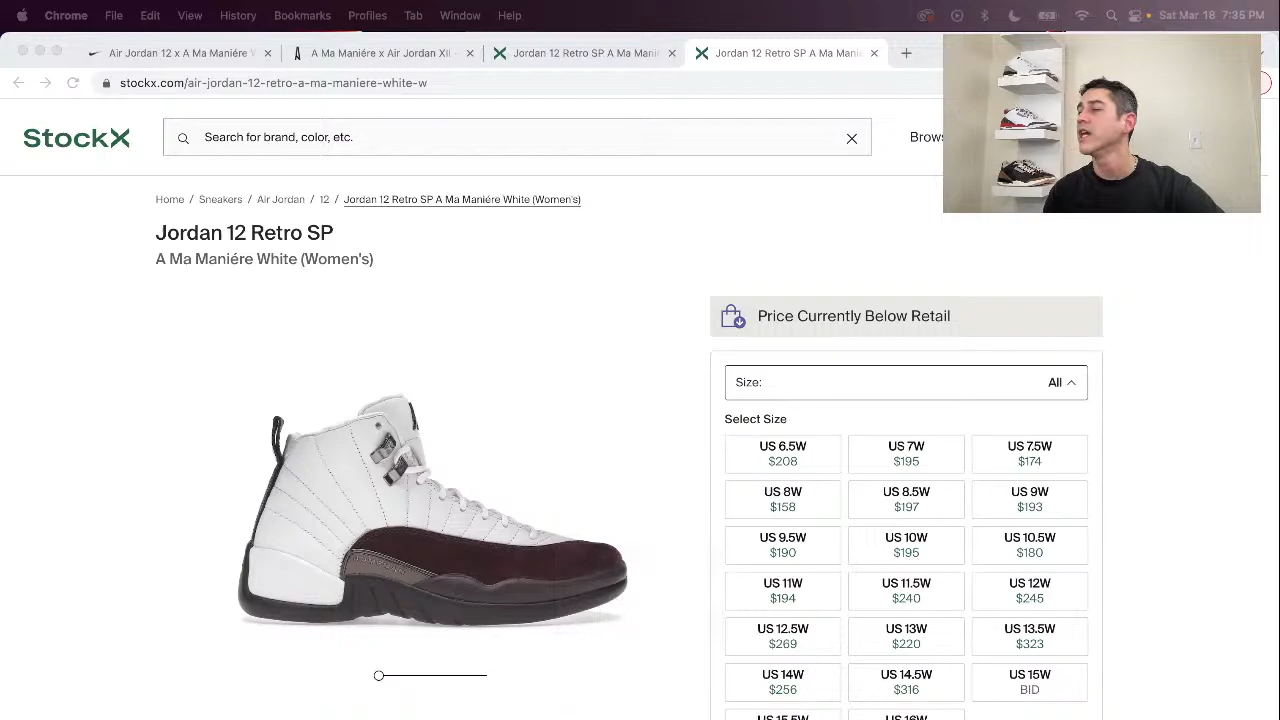 Chrome File Edit View History Bookmarks Profiles Tab Window Help Sat Mar 18 7:35 PM
Air Jordan 12 x A Ma Maniére W A Ma Maniére x Air Jordan XII – Jordan 12 Retro SP A Ma Mani Jordan 12 Retro SP A Ma Mani
stockx.com/air-jordan-12-retro-a-ma-maniere-white-w
StockX Search for brand, color, etc. Brows
Home / Sneakers / Air Jordan / 12 / Jordan 12 Retro SP A Ma Maniére White (Women's)
Jordan 12 Retro SP
A Ma Maniére White (Women's)
Price Currently Below Retail
Size: All
Select Size
US 6.5W US 7W US 7.5W
$208 $195 $174
US 8W US 8.5W US 9W
$158 $197 $193
US 9.5W US 10W US 10.5W
$190 $195 $180
US 11W US 11.5W US 12W
$194 $240 $245
US 12.5W US 13W US 13.5W
$269 $220 $323
US 14W US 14.5W US 15W
$256 $316 BID
US 15.5W US 16W